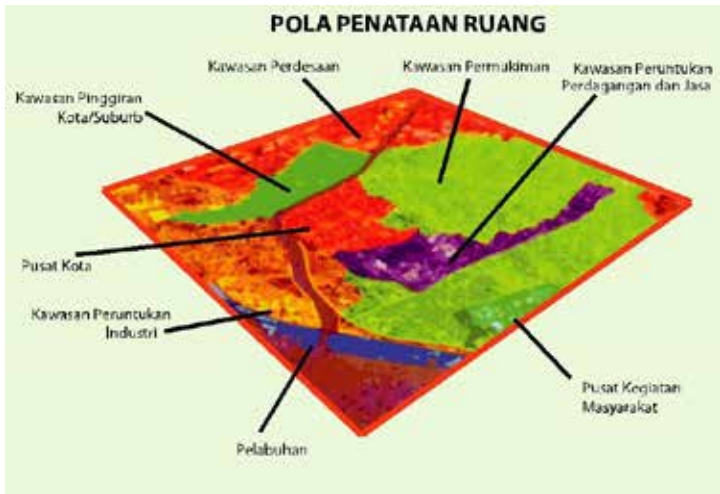 POLA PENATAAN RUANG
Kawasan Perdesaan
Kawasan Permukiman
Kawasan Peruntukan
Perdagangan dan Jasa
Kawasan Pinggiran
Kota/Suburb
Pusat Kota
Kawasan Peruntukan
Industri
Pusat Kegiatan
Masyarakat
Pelabuhan